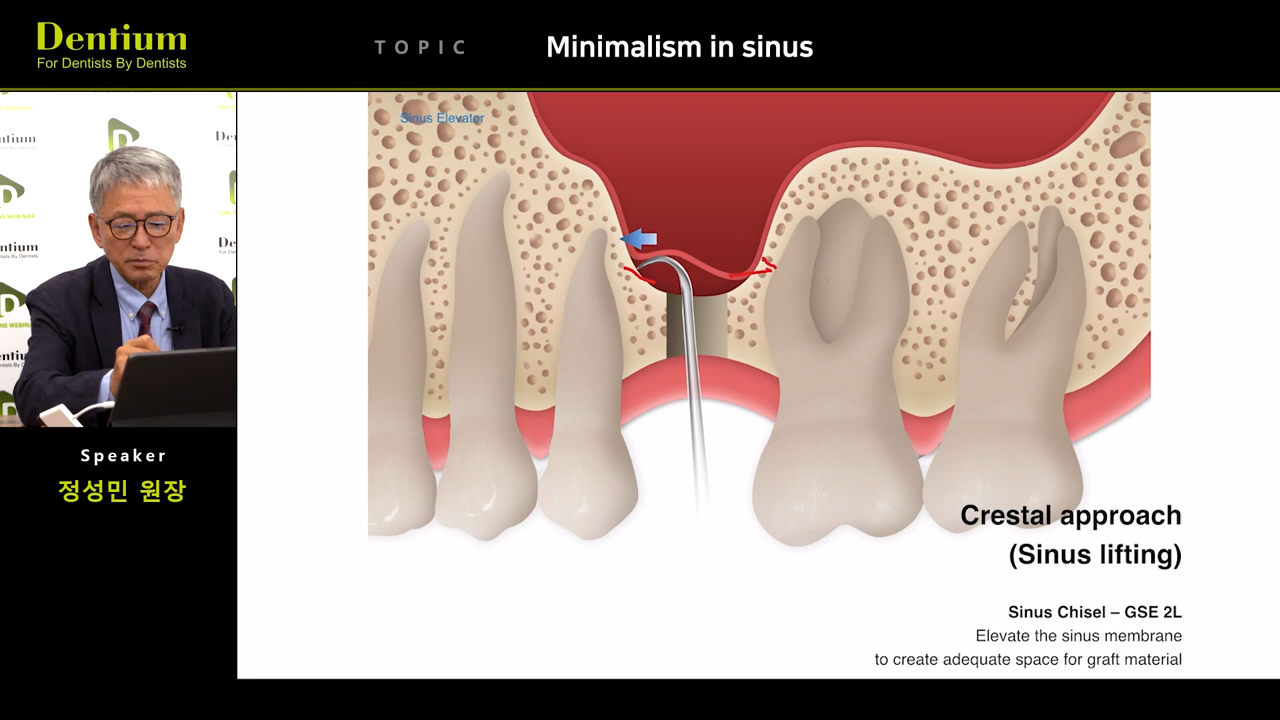 Dentium
For Dentists By Dentists
TOPIC
Minimalism in sinus
Sinus Elevator
Speaker
정성민 원장
Crestal approach
(Sinus lifting)
Sinus Chisel – GSE 2L
Elevate the sinus membrane
to create adequate space for graft material